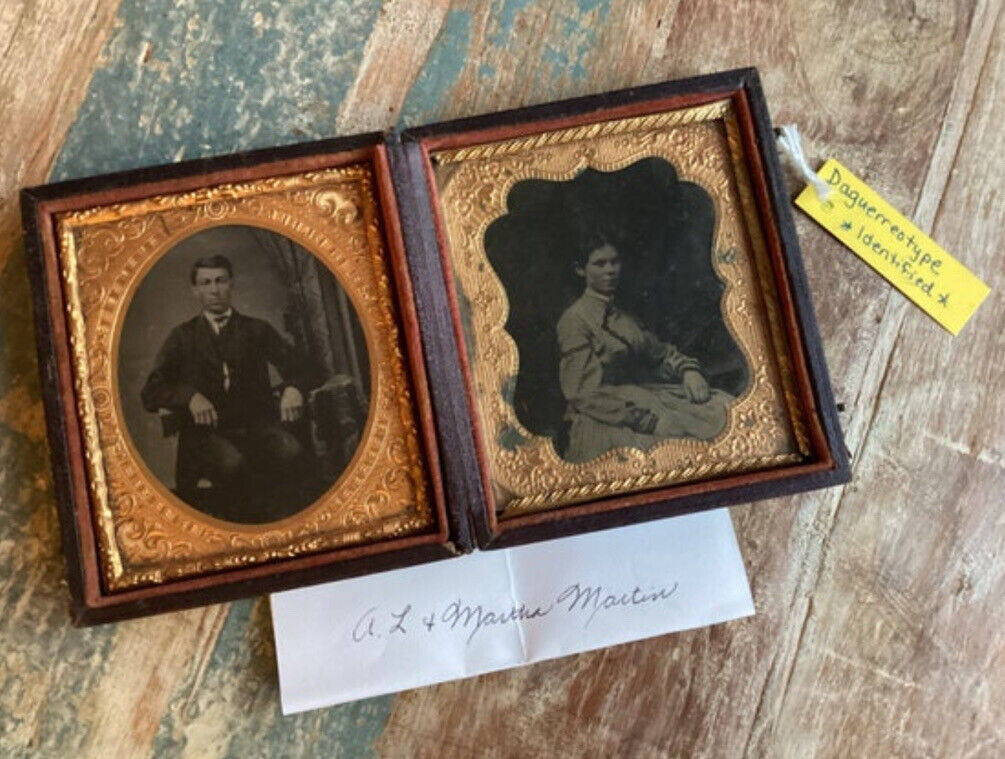 Daguerreotype
* Identified *
A. L & Martha Martin